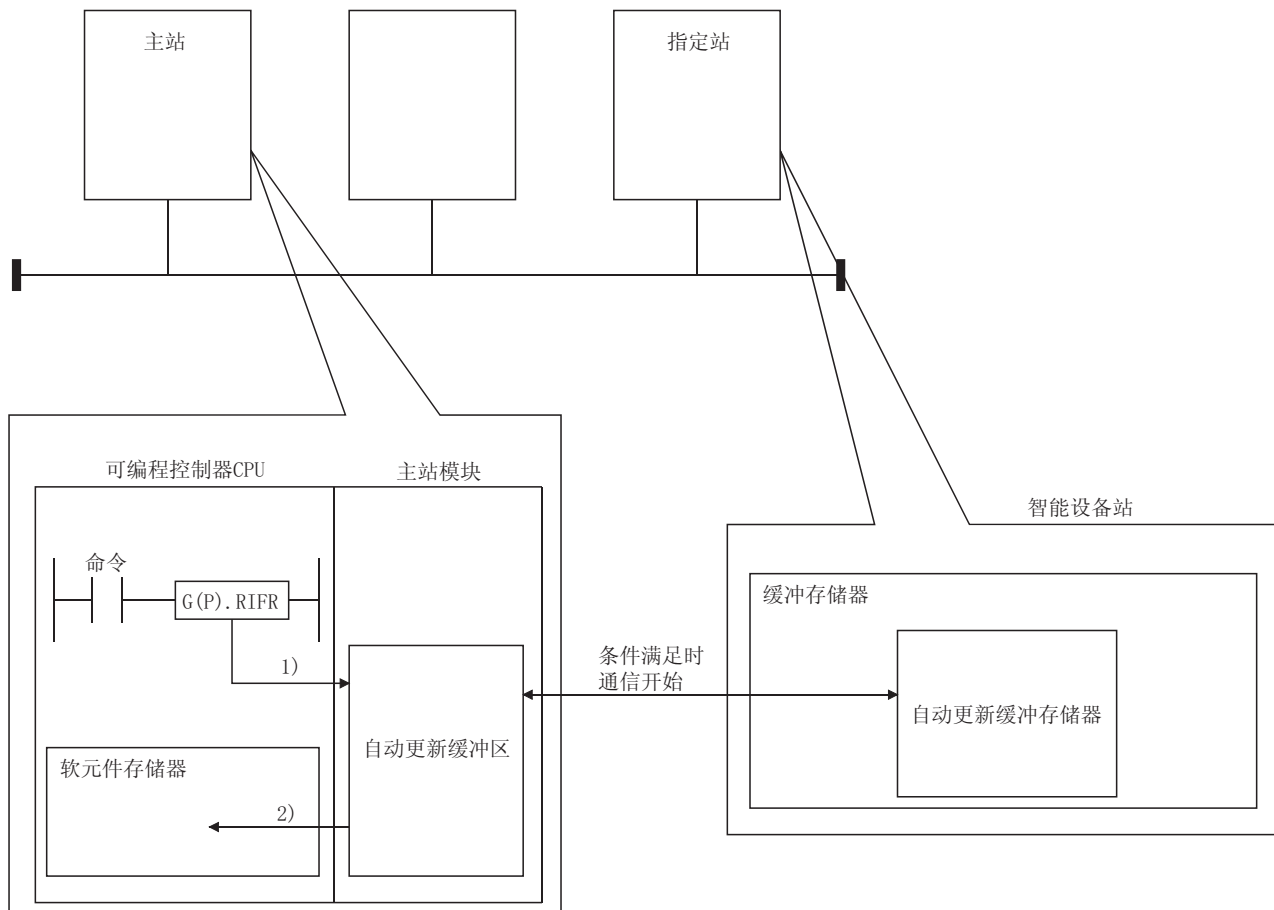 主站
指定站
可编程控制器CPU
主站模块
命令
G(P).RIFR
1)
自动更新缓冲区
软元件存储器
2)
条件满足时
通信开始
智能设备站
缓冲存储器
自动更新缓冲存储器